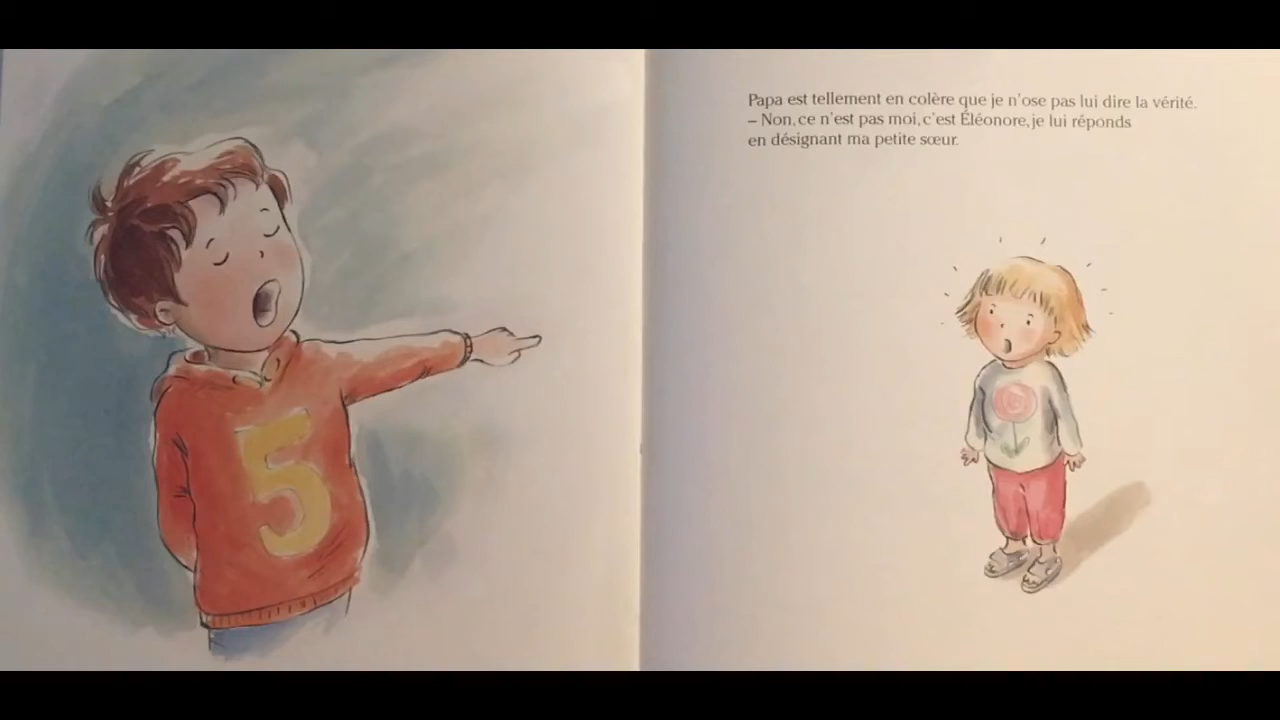 5
Papa est tellement en colère que je n'ose pas lui dire la vérité.
– Non, ce n'est pas moi, c'est Éléonore, je lui réponds
en désignant ma petite sœur.